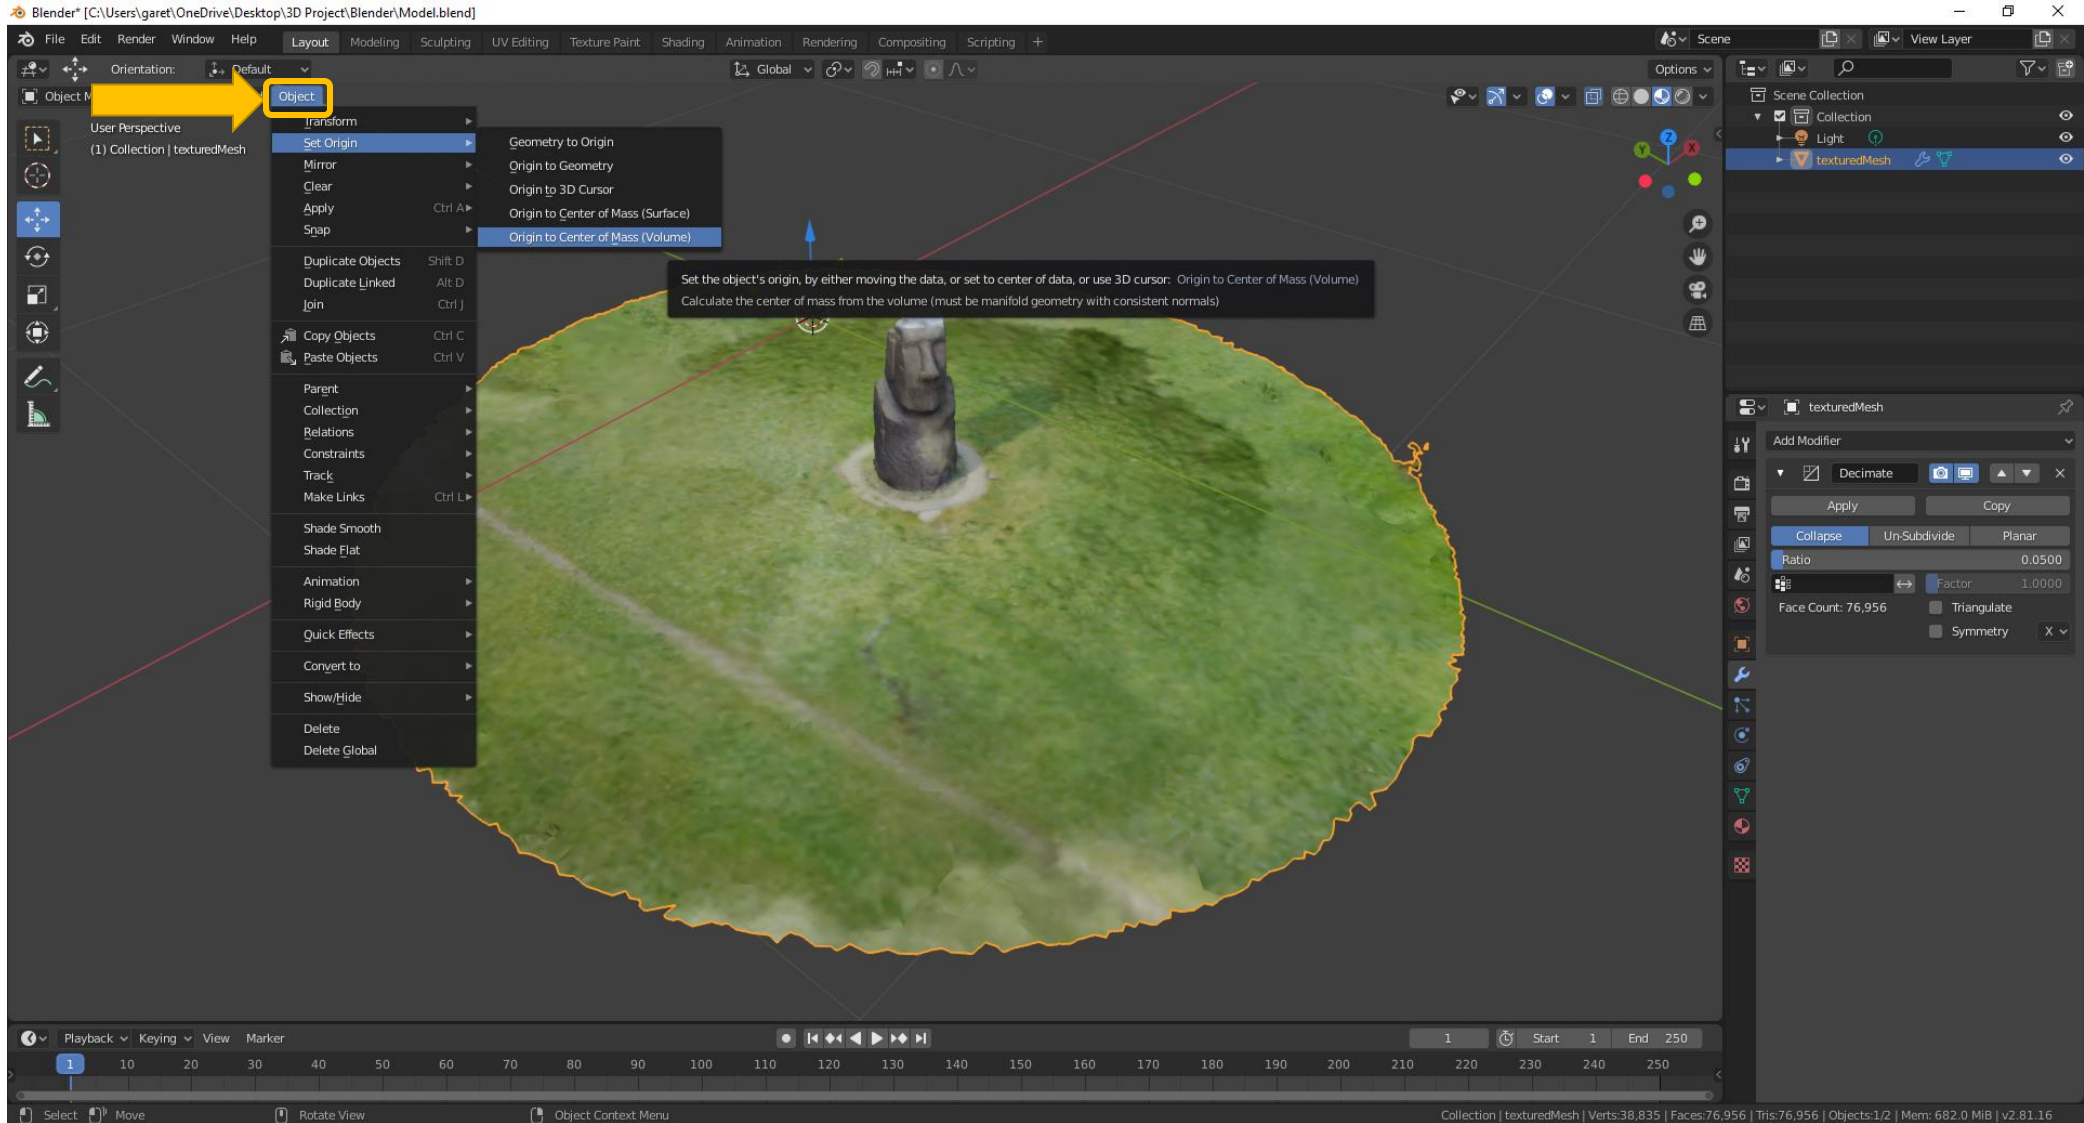 Blender* [C:\Users\garet\OneDrive\Desktop\3D Project\Blender\Model.blend]
File Edit Render Window Help Layout Modeling Sculpting UV Editing Texture Paint Shading Animation Rendering Compositing Scripting + Scene View Layer
Orientation: Default Global Options
Object M Object
User Perspective
(1) Collection | texturedMesh
Transform
Set Origin
Mirror
Clear
Apply Ctrl A
Snap
Duplicate Objects Shift D
Duplicate Linked Alt D
Join Ctrl J
Copy Objects Ctrl C
Paste Objects Ctrl V
Parent
Collection
Relations
Constraints
Track
Make Links Ctrl L
Shade Smooth
Shade Flat
Animation
Rigid Body
Quick Effects
Convert to
Show/Hide
Delete
Delete Global
Geometry to Origin
Origin to Geometry
Origin to 3D Cursor
Origin to Center of Mass (Surface)
Origin to Center of Mass (Volume)
Set the object's origin, by either moving the data, or set to center of data, or use 3D cursor: Origin to Center of Mass (Volume)
Calculate the center of mass from the volume (must be manifold geometry with consistent normals)
Z
Y
X
Scene Collection
Collection
Light
texturedMesh
texturedMesh
Add Modifier
Decimate
Apply Copy
Collapse Un-Subdivide Planar
Ratio 0.0500
Factor 1.0000
Face Count: 76,956 Triangulate
Symmetry X
Playback Keying View Marker 1 Start 1 End 250
1 10 20 30 40 50 60 70 80 90 100 110 120 130 140 150 160 170 180 190 200 210 220 230 240 250
Select Move Rotate View Object Context Menu Collection | texturedMesh | Verts:38,835 | Faces:76,956 | Tris:76,956 | Objects:1/2 | Mem: 682.0 MiB | v2.81.16